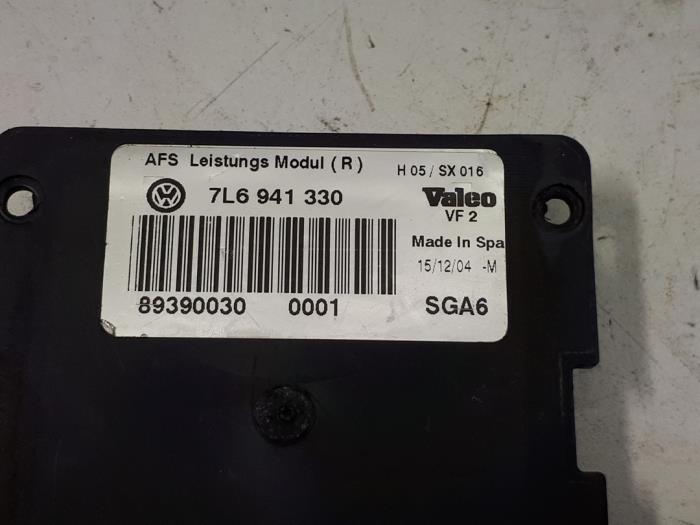 AFS Leistungs Modul (R)
H 05 / SX 016
7L6 941 330
Valeo
VF 2
Made In Spa
15/12/04 -M
89390030 0001 SGA6